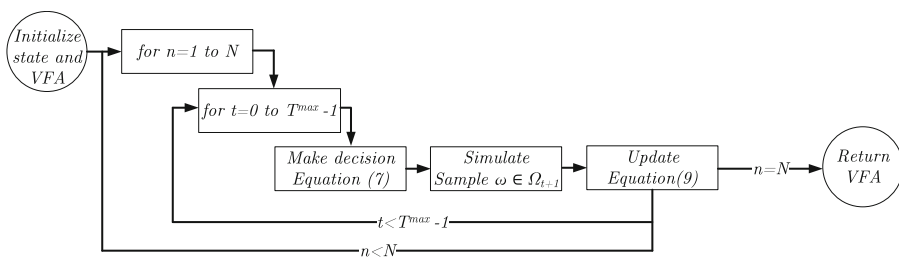 Initialize
state and
VFA
for n=1 to N
for t=0 to T^max -1
Make decision
Equation (7)
Simulate
Sample ω ∈ Ω_t+1
Update
Equation(9)
n=N
Return
VFA
t<T^max -1
n<N